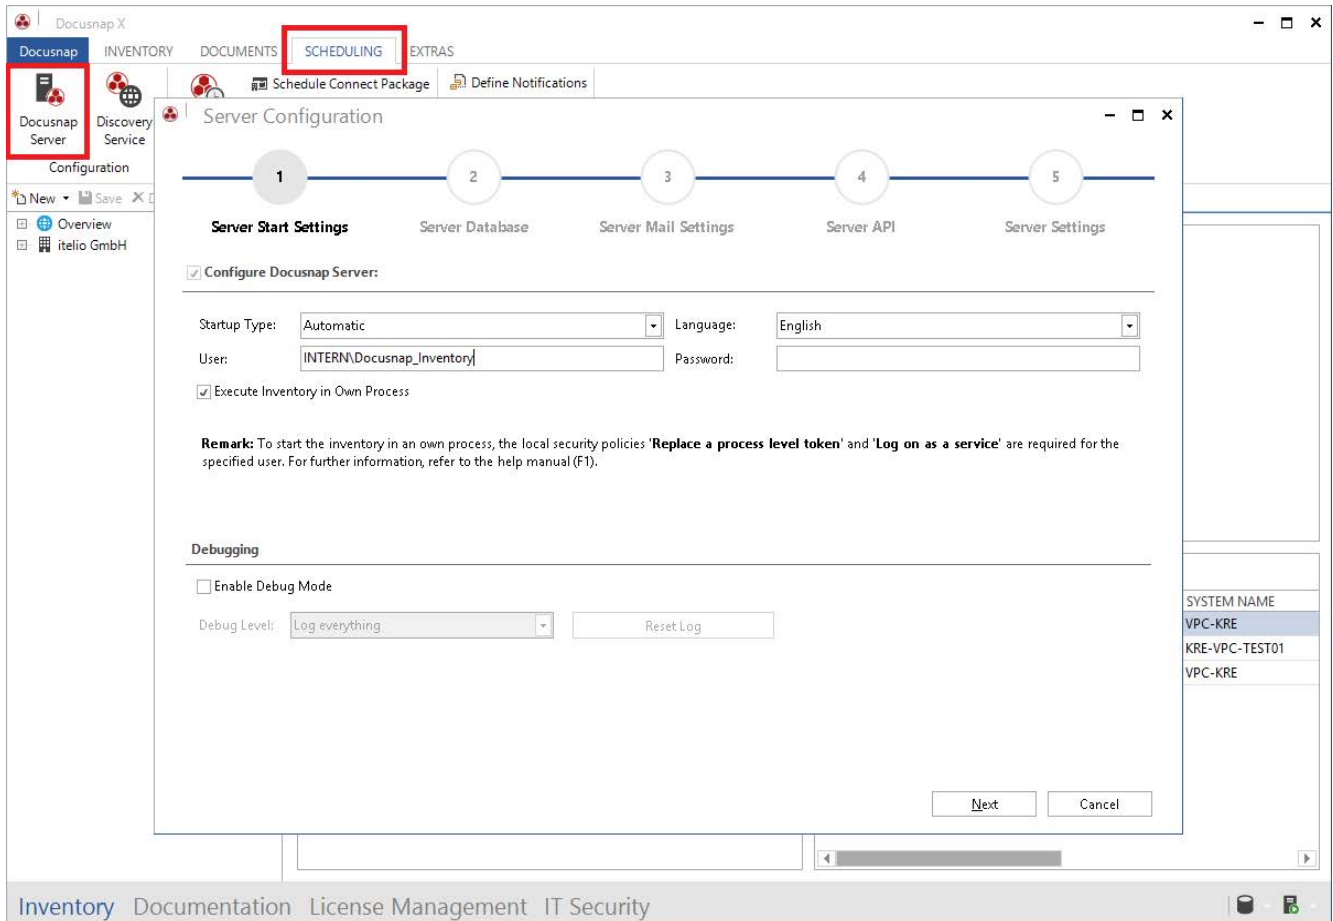 Docusnap X
Docusnap INVENTORY DOCUMENTS SCHEDULING EXTRAS
Schedule Connect Package Define Notifications
Docusnap Server
Discovery Service
Configuration
New Save
Overview
itelio GmbH
Server Configuration
1 2 3 4 5
Server Start Settings Server Database Server Mail Settings Server API Server Settings
Configure Docusnap Server:
Startup Type: Automatic Language: English
User: INTERN\Docusnap_Inventory Password:
Execute Inventory in Own Process
Remark: To start the inventory in an own process, the local security policies 'Replace a process level token' and 'Log on as a service' are required for the
specified user. For further information, refer to the help manual (F1).
Debugging
Enable Debug Mode
Debug Level: Log everything Reset Log
Next Cancel
SYSTEM NAME
VPC-KRE
KRE-VPC-TEST01
VPC-KRE
Inventory Documentation License Management IT Security